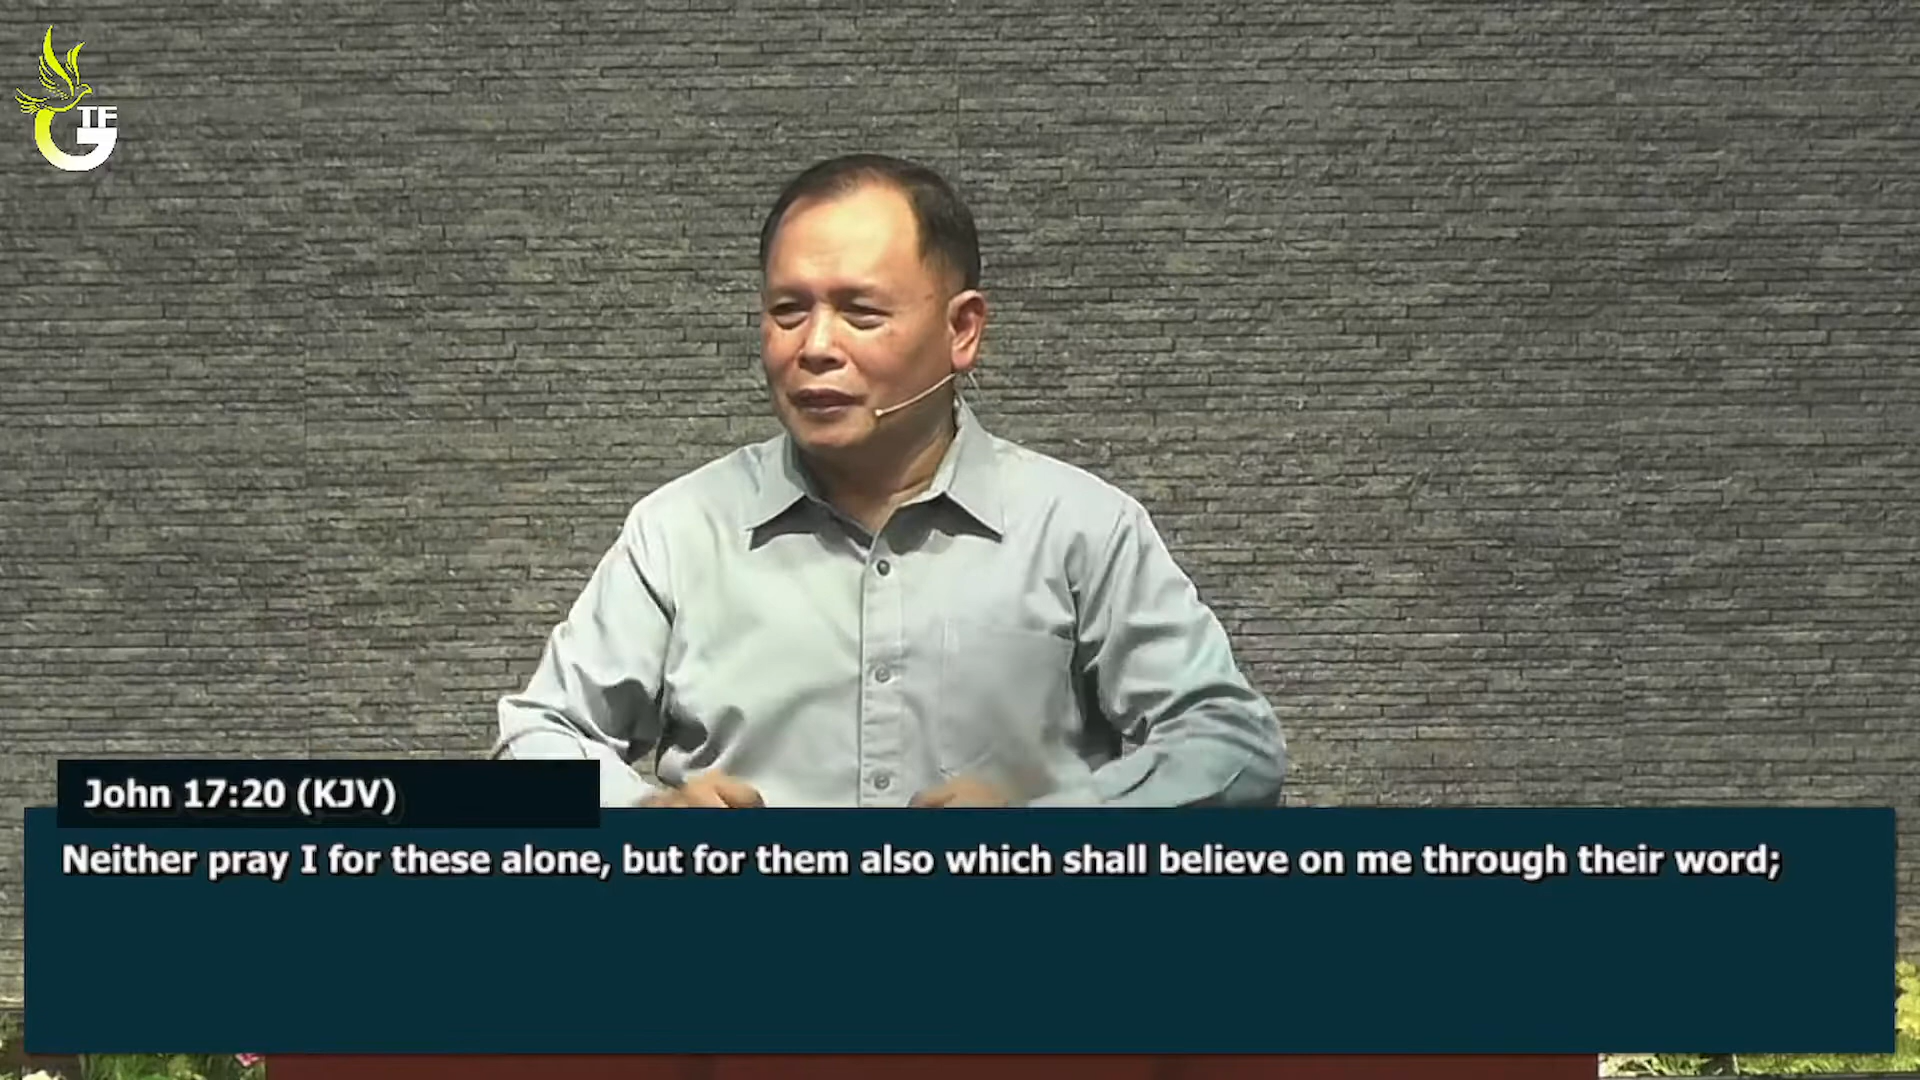 TF
G
John 17:20 (KJV)
Neither pray I for these alone, but for them also which shall believe on me through their word;